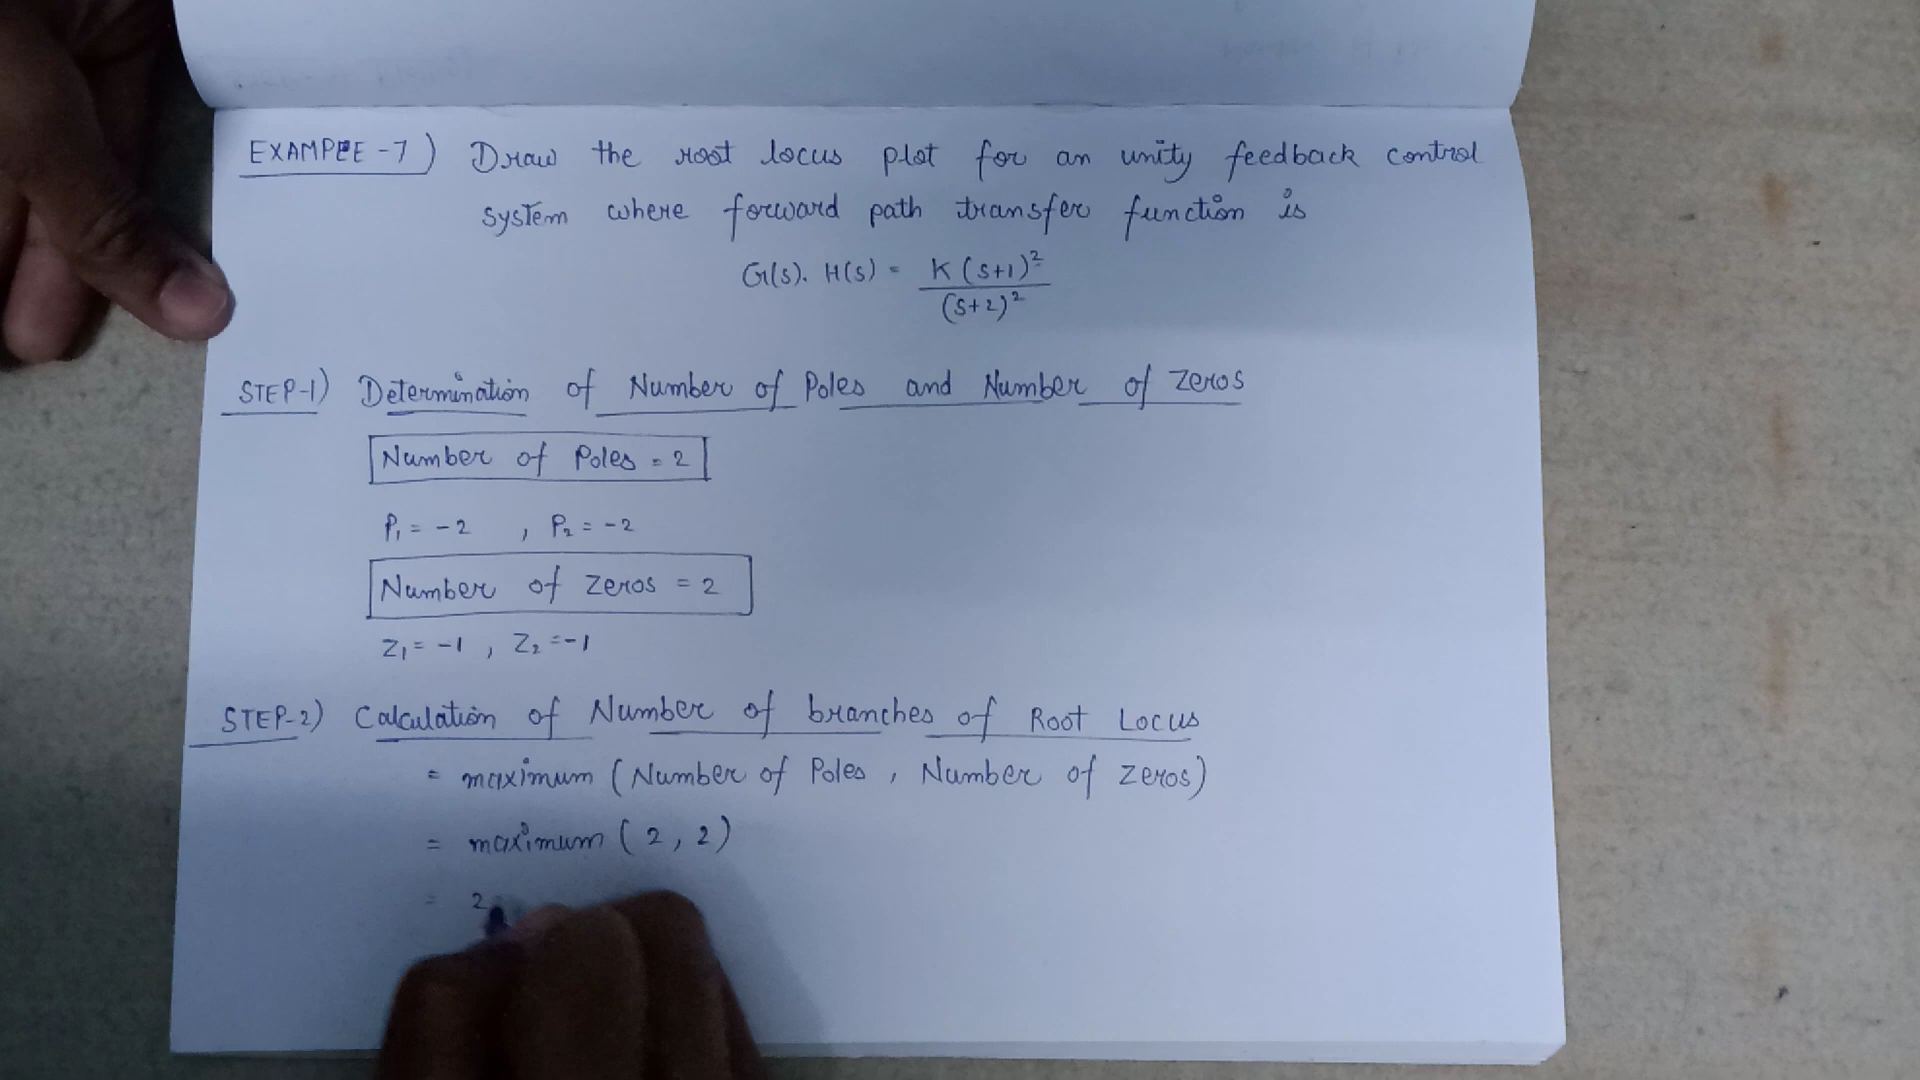 EXAMPLE-7) Draw the root locus plot for an unity feedback control
system where forward path transfer function is
G(s). H(s) = K(s+1)²
(s+2)²
STEP-1) Determination of Number of Poles and Number of zeros
Number of Poles = 2
P₁ = -2 , P₂ = -2
Number of zeros = 2
Z₁ = -1 , Z₂ = -1
STEP-2) Calculation of Number of branches of Root Locus
= maximum (Number of Poles , Number of zeros)
= maximum (2, 2)
= 2